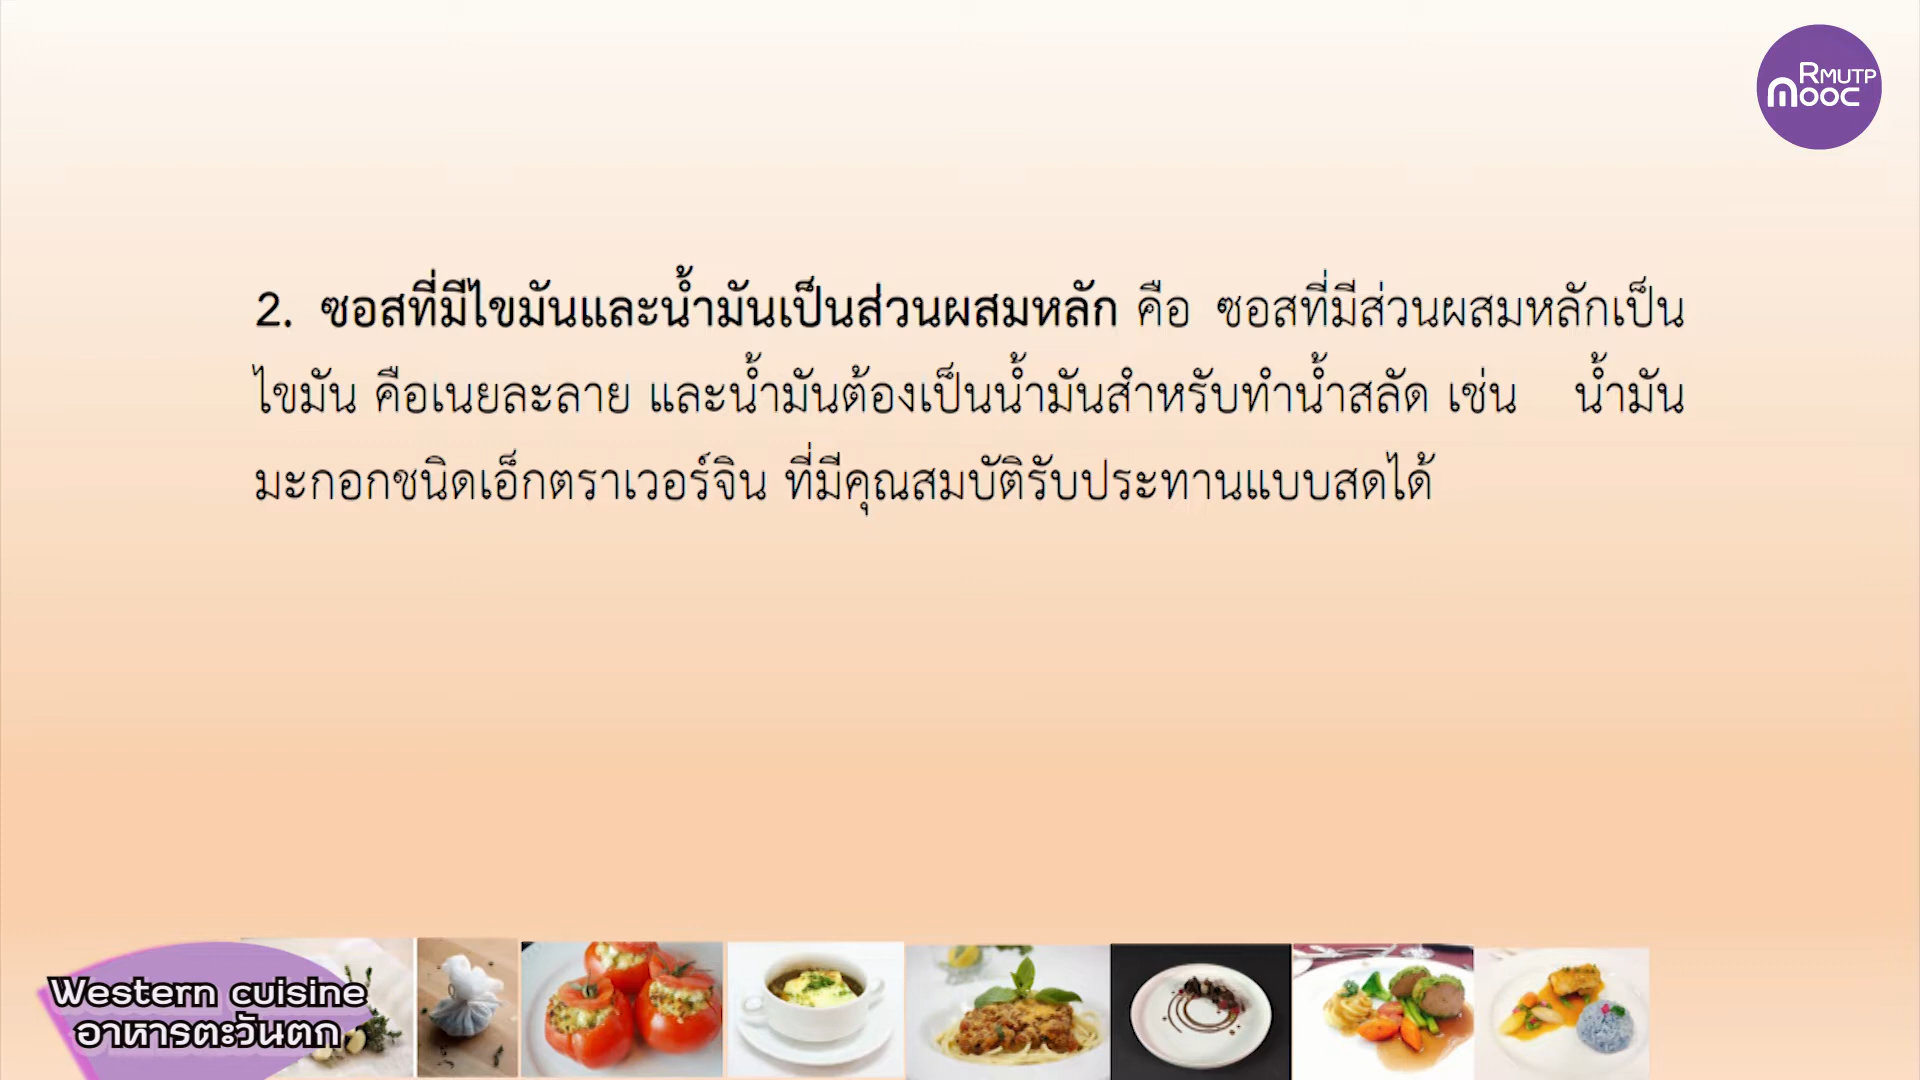 RMUTP
MOOC
2. ซอสที่มีไขมันและน้ำมันเป็นส่วนผสมหลัก คือ ซอสที่มีส่วนผสมหลักเป็น
ไขมัน คือเนยละลาย และน้ำมันต้องเป็นน้ำมันสำหรับทำน้ำสลัด เช่น น้ำมัน
มะกอกชนิดเอ็กตราเวอร์จิน ที่มีคุณสมบัติรับประทานแบบสดได้
Western cuisine
อาหารตะวันตก